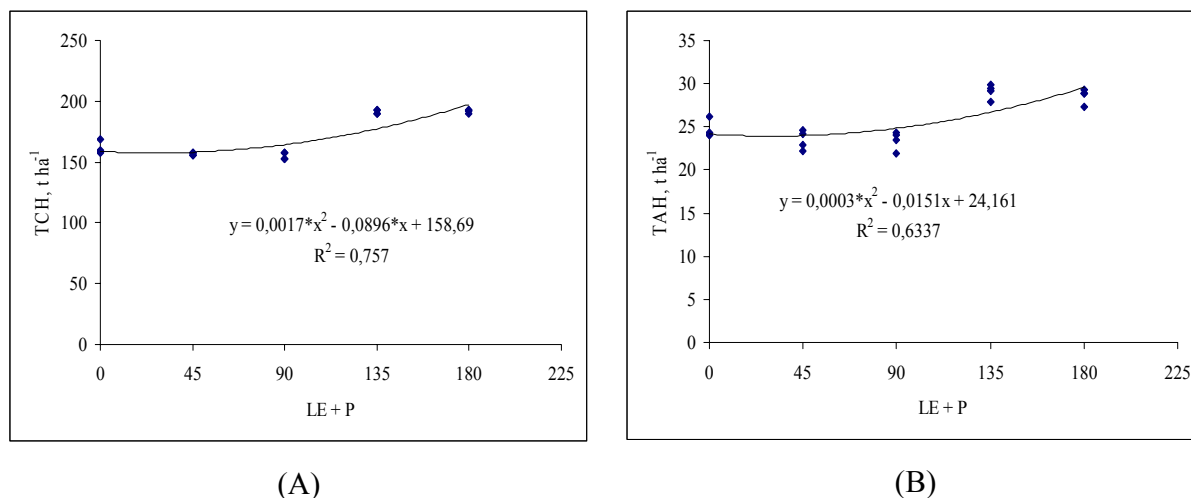 250
200
150
100
50
0
TCH, t ha⁻¹
y = 0,0017*x² - 0,0896*x + 158,69
R² = 0,757
0 45 90 135 180 225
LE + P
(A)
35
30
25
20
15
10
5
0
TAH, t ha⁻¹
y = 0,0003*x² - 0,0151x + 24,161
R² = 0,6337
0 45 90 135 180 225
LE + P
(B)